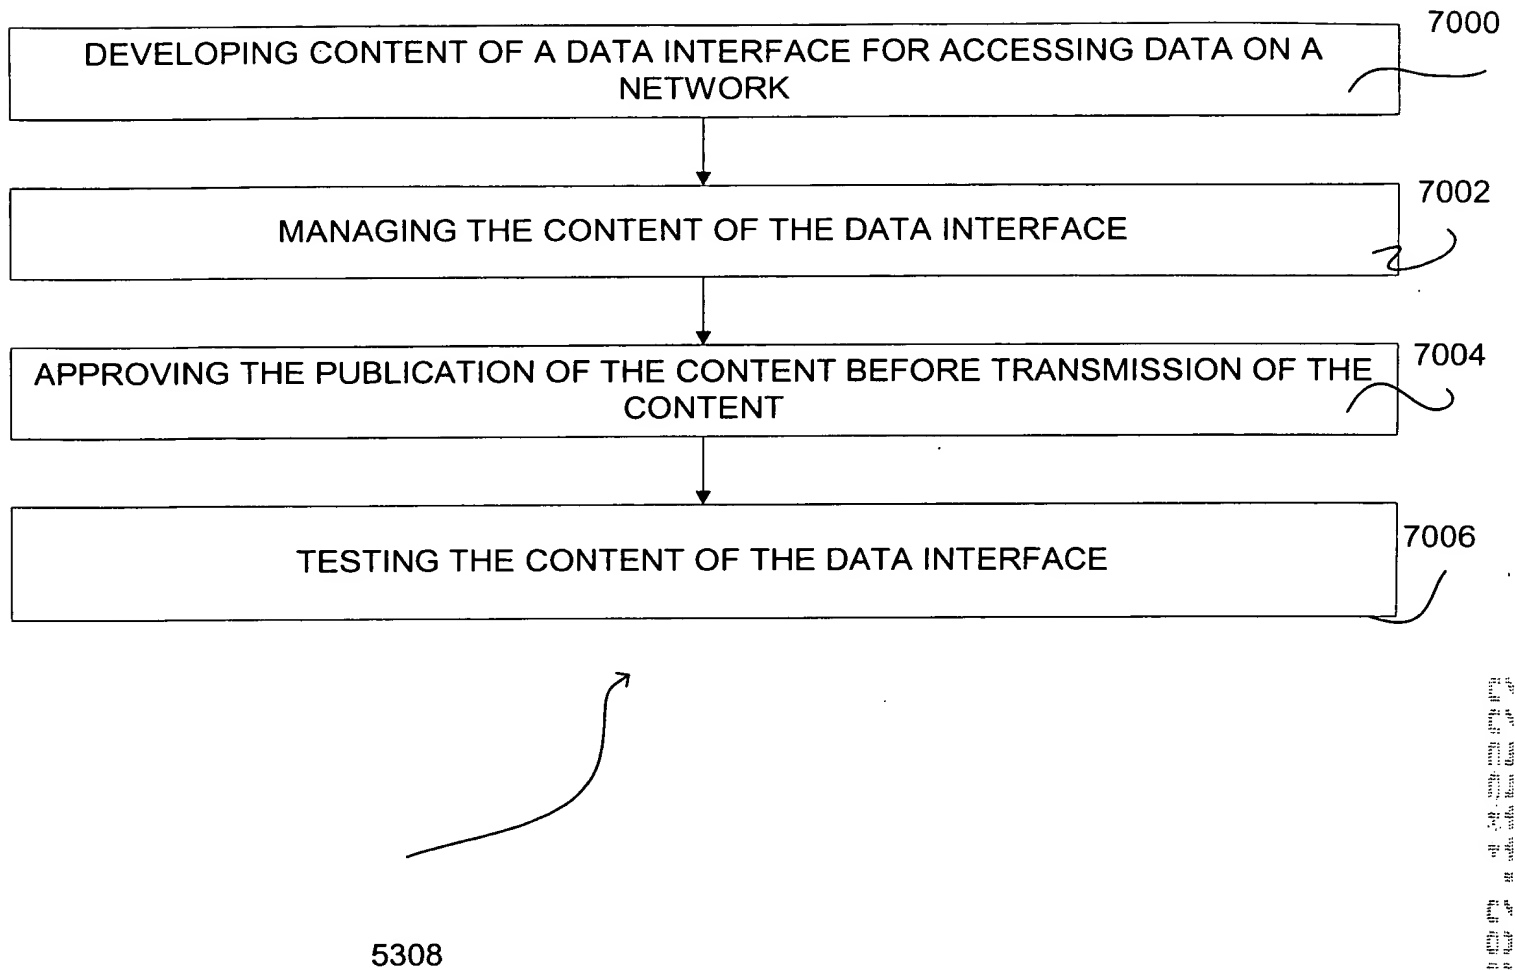 7000
DEVELOPING CONTENT OF A DATA INTERFACE FOR ACCESSING DATA ON A
NETWORK
7002
MANAGING THE CONTENT OF THE DATA INTERFACE
7004
APPROVING THE PUBLICATION OF THE CONTENT BEFORE TRANSMISSION OF THE
CONTENT
7006
TESTING THE CONTENT OF THE DATA INTERFACE
5308